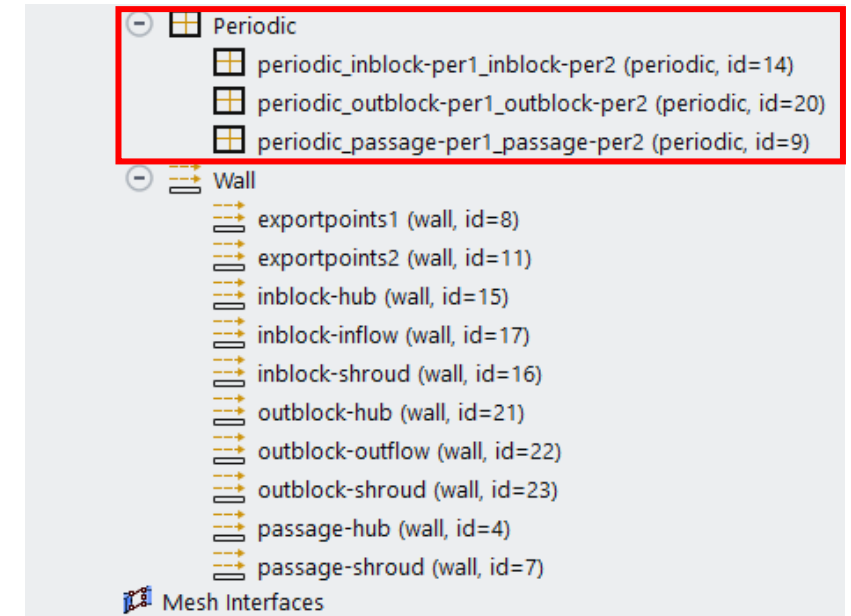 Periodic
periodic_inblock-per1_inblock-per2 (periodic, id=14)
periodic_outblock-per1_outblock-per2 (periodic, id=20)
periodic_passage-per1_passage-per2 (periodic, id=9)
Wall
exportpoints1 (wall, id=8)
exportpoints2 (wall, id=11)
inblock-hub (wall, id=15)
inblock-inflow (wall, id=17)
inblock-shroud (wall, id=16)
outblock-hub (wall, id=21)
outblock-outflow (wall, id=22)
outblock-shroud (wall, id=23)
passage-hub (wall, id=4)
passage-shroud (wall, id=7)
Mesh Interfaces